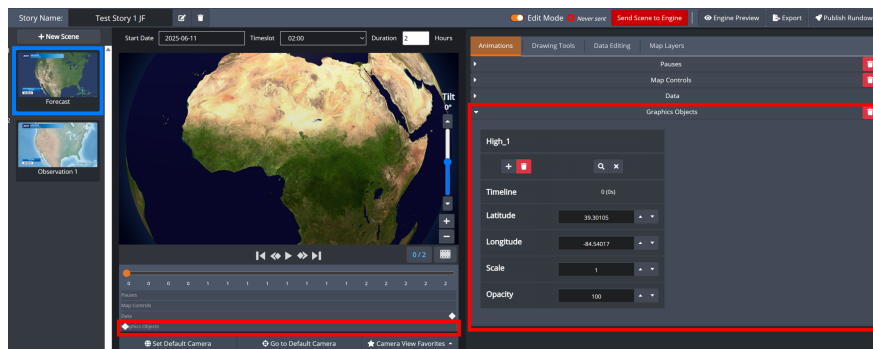 Story Name: Test Story 1 JF Edit Mode Never sent Send Scene to Engine Engine Preview Export Publish Rundow
+ New Scene
Start Date 2025-06-11 Timeslot 02:00 Duration 2 Hours
Animations Drawing Tools Data Editing Map Layers
Pauses
Map Controls
Data
Graphics Objects
1
Forecast
2
Observation 1
Tilt
0°
High_1
Timeline 0 (0s)
Latitude 39.30105
Longitude -84.54017
Scale 1
Opacity 100
0 / 2
0 0 0 0 1 1 1 1 1 1 1 1 2 2 2 2 2
Pauses
Map Controls
Data
Graphics Objects
Set Default Camera Go to Default Camera Camera View Favorites